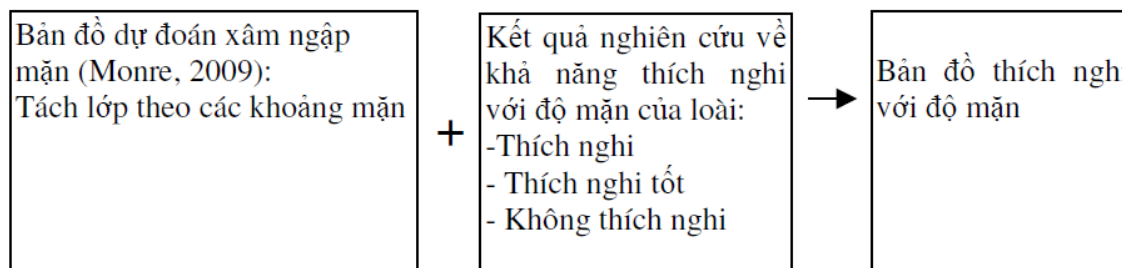 Bản đồ dự đoán xâm ngập
mặn (Monre, 2009):
Tách lớp theo các khoảng mặn
+
Kết quả nghiên cứu về
khả năng thích nghi
với độ mặn của loài:
-Thích nghi
- Thích nghi tốt
- Không thích nghi
Bản đồ thích nghi
với độ mặn